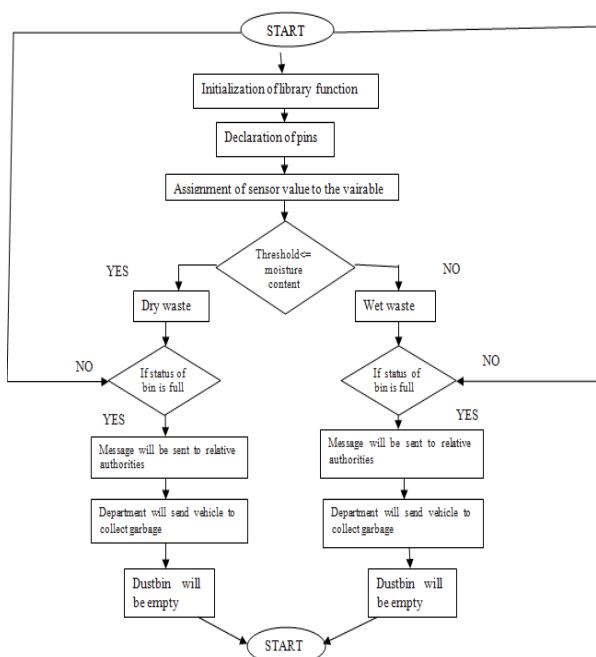 START
Initialization of library function
Declaration of pins
Assignment of sensor value to the vairable
Threshold<=
moisture
content
YES
NO
Dry waste
Wet waste
NO
If status of
bin is full
If status of
bin is full
NO
YES
YES
Message will be sent to relative
authorities
Message will be sent to relative
authorities
Department will send vehicle to
collect garbage
Department will send vehicle to
collect garbage
Dustbin will
be empty
Dustbin will
be empty
START